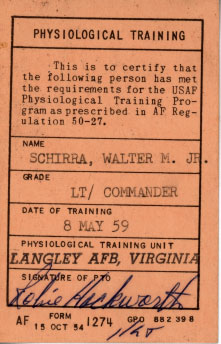 PHYSIOLOGICAL TRAINING
This is to certify that
the following person has met
the requirements for the USAF
Physiological Training Pro-
gram as prescribed in AF Reg-
ulation 50-27.
NAME
SCHIRRA, WALTER M. JR.
GRADE
LT/ COMMANDER
DATE OF TRAINING
8 MAY 59
PHYSIOLOGICAL TRAINING UNIT
LANGLEY AFB, VIRGINIA
SIGNATURE OF PTO
Hackworth
AF FORM 15 OCT 54 1274 GPO 882398